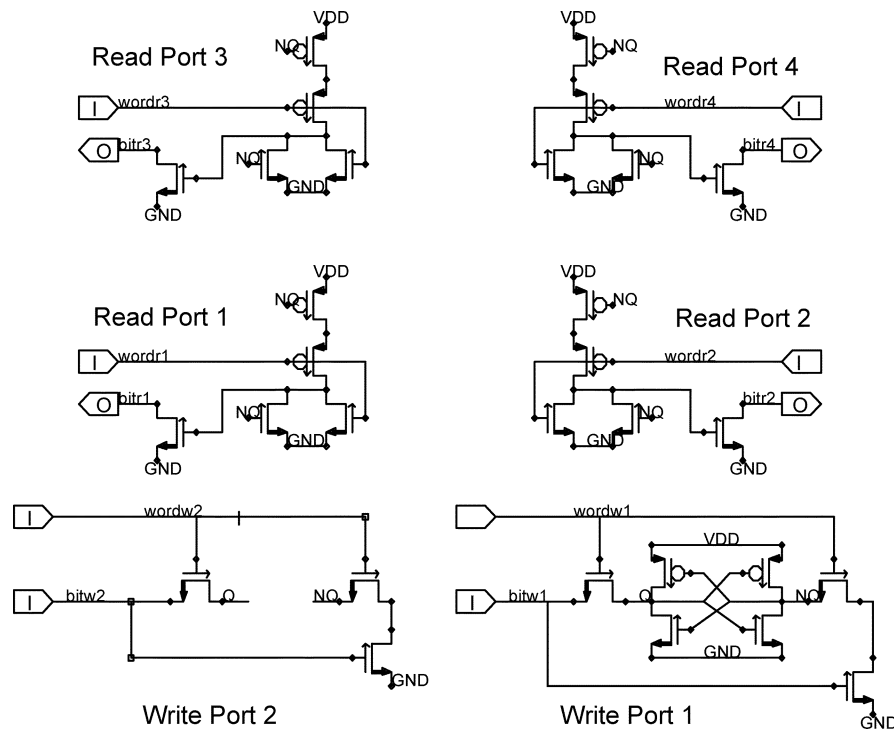 VDD VDD
NQ NQ
Read Port 3 Read Port 4
I wordr3 wordr4 I
O bitr3 bitr4 O
NQ NQ
GND GND
GND GND
VDD VDD
NQ NQ
Read Port 1 Read Port 2
I wordr1 wordr2 I
O bitr1 bitr2 O
NQ NQ
GND GND
GND GND
I wordw2 wordw1
VDD
I bitw2 Q NQ I bitw1 Q NQ
GND
GND
Write Port 2 Write Port 1
GND